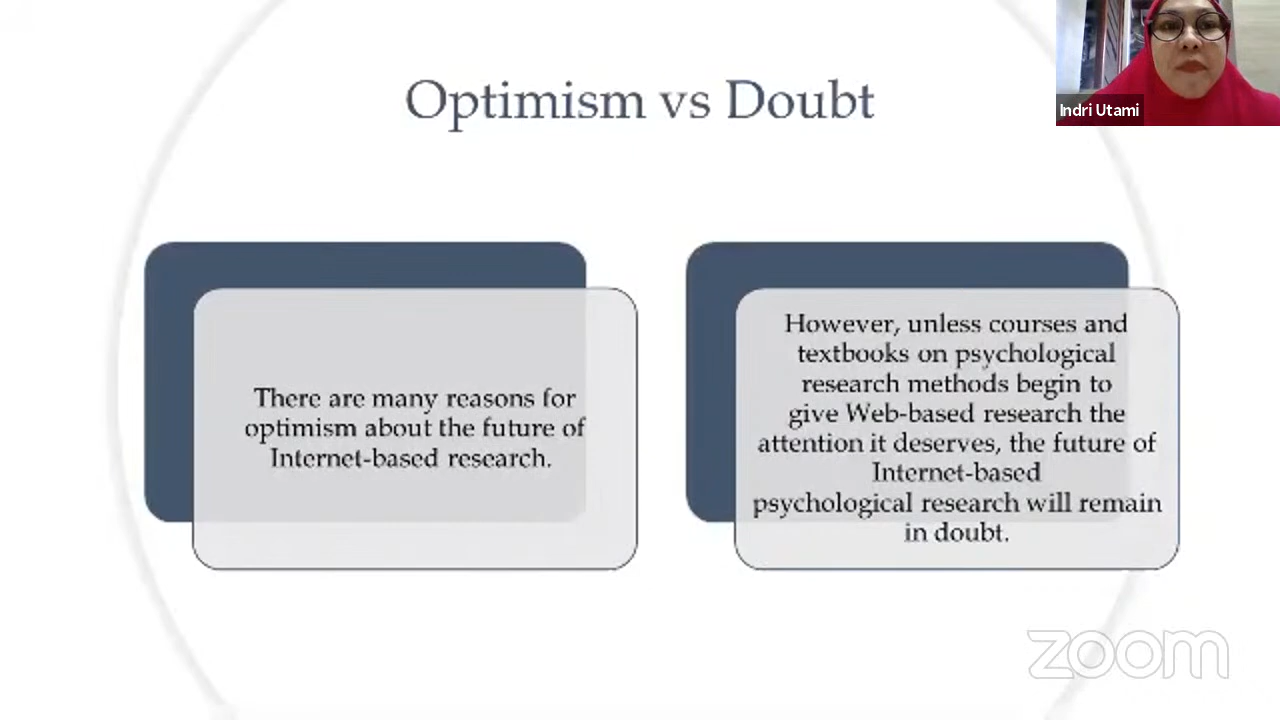 Optimism vs Doubt
Indri Utami
There are many reasons for
optimism about the future of
Internet-based research.
However, unless courses and
textbooks on psychological
research methods begin to
give Web-based research the
attention it deserves, the future of
Internet-based
psychological research will remain
in doubt.
zoom